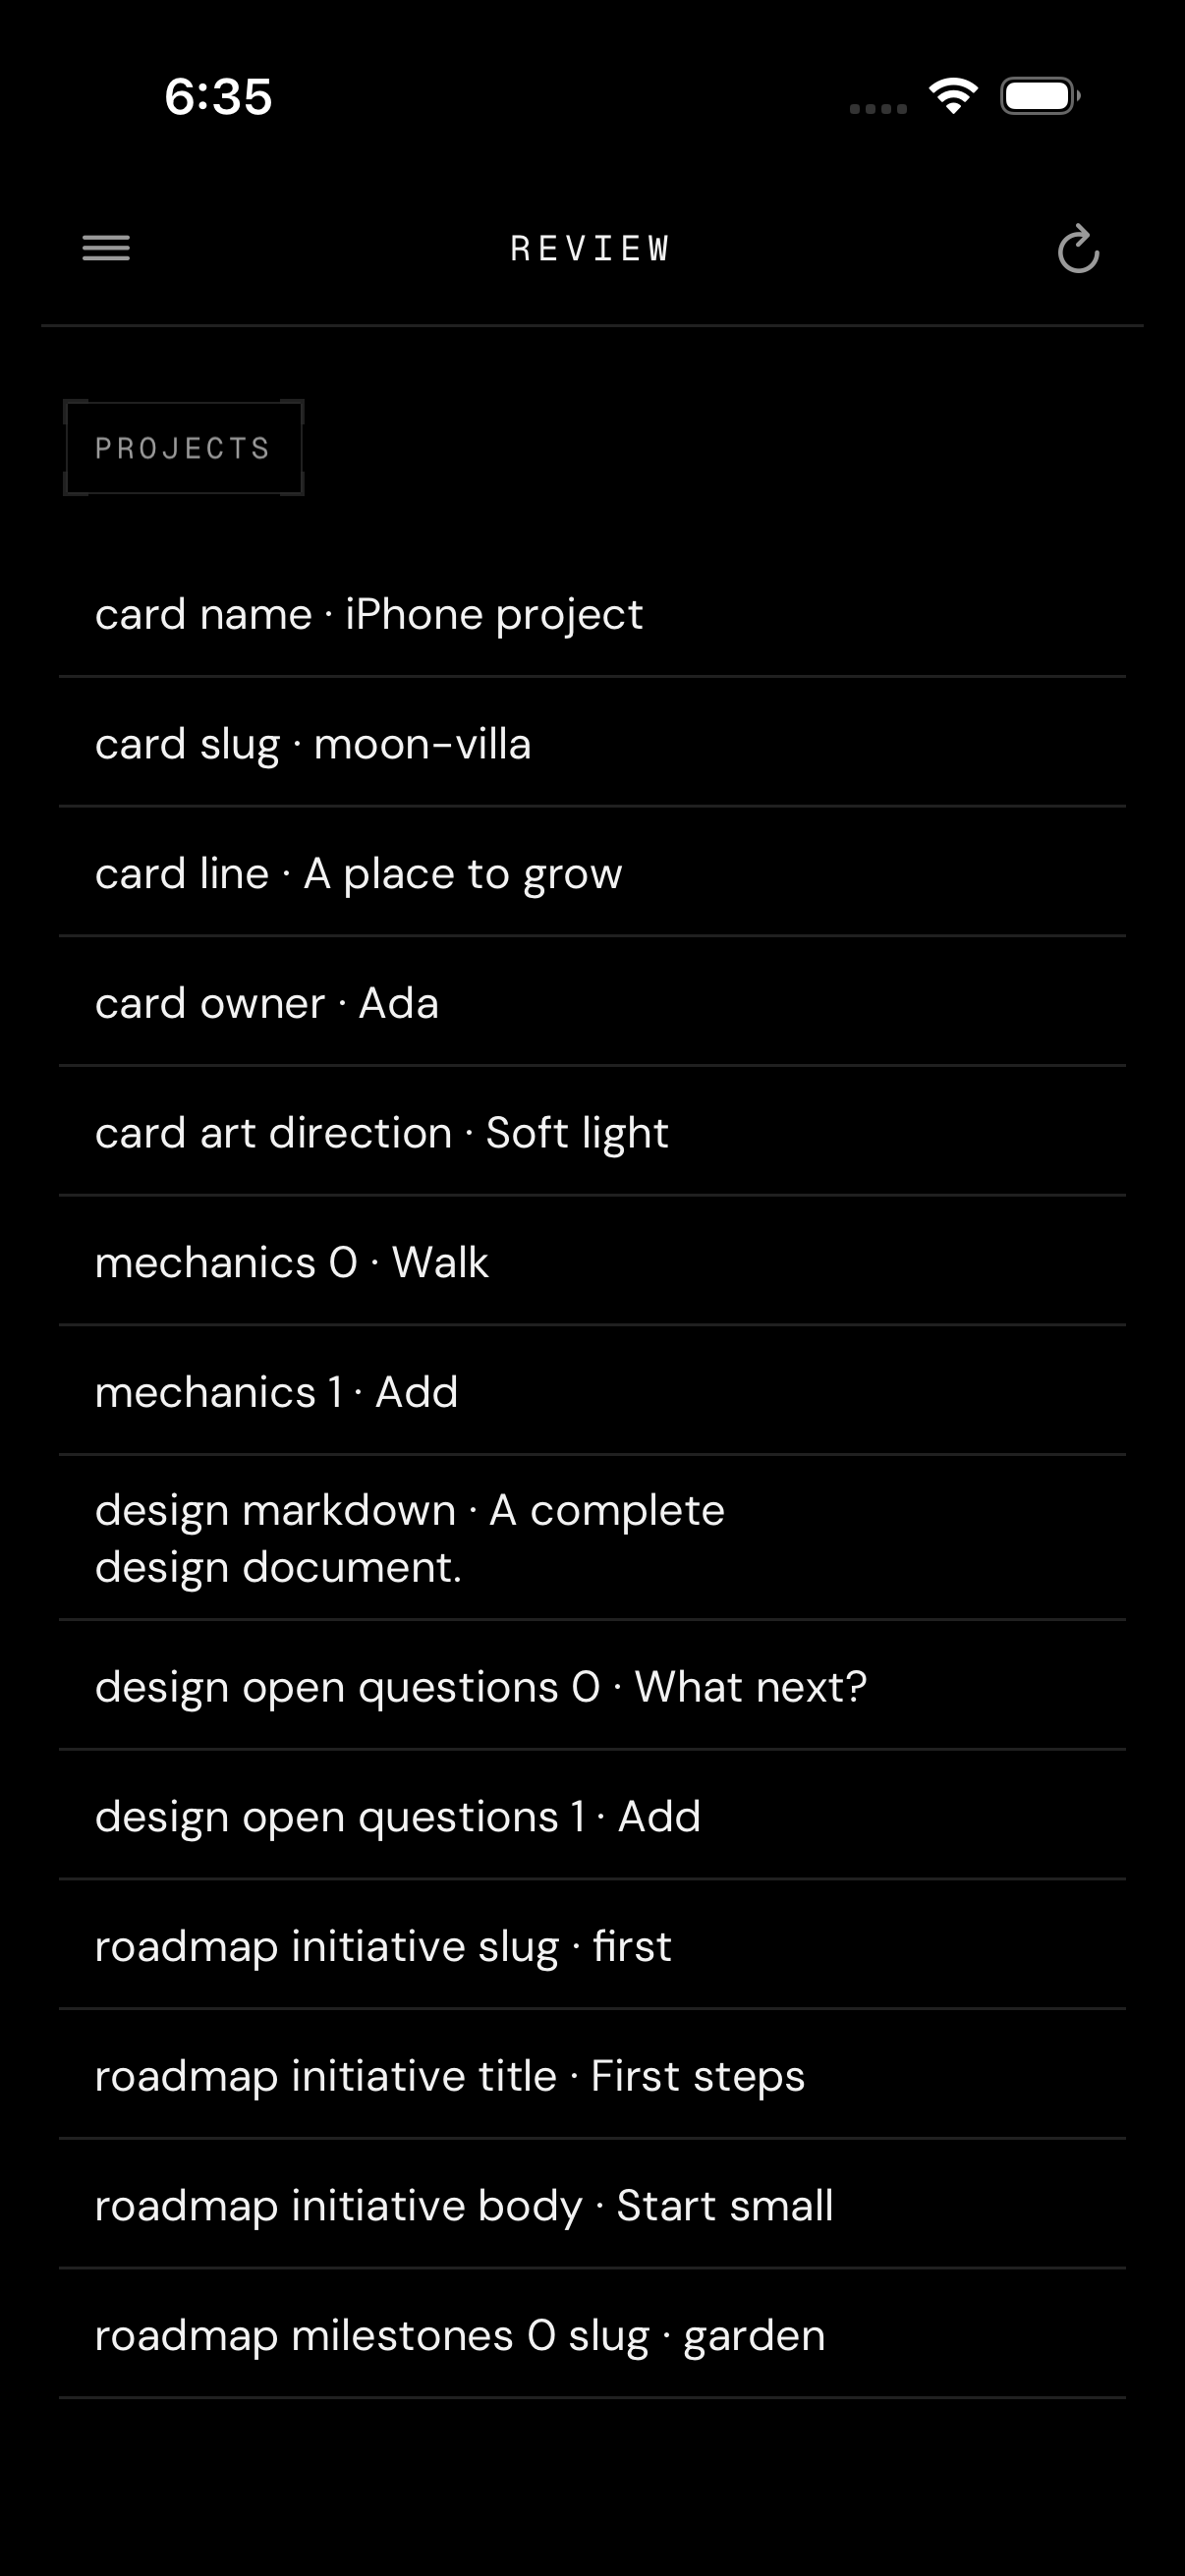 6:35
REVIEW
PROJECTS
card name · iPhone project
card slug · moon-villa
card line · A place to grow
card owner · Ada
card art direction · Soft light
mechanics 0 · Walk
mechanics 1 · Add
design markdown · A complete
design document.
design open questions 0 · What next?
design open questions 1 · Add
roadmap initiative slug · first
roadmap initiative title · First steps
roadmap initiative body · Start small
roadmap milestones 0 slug · garden